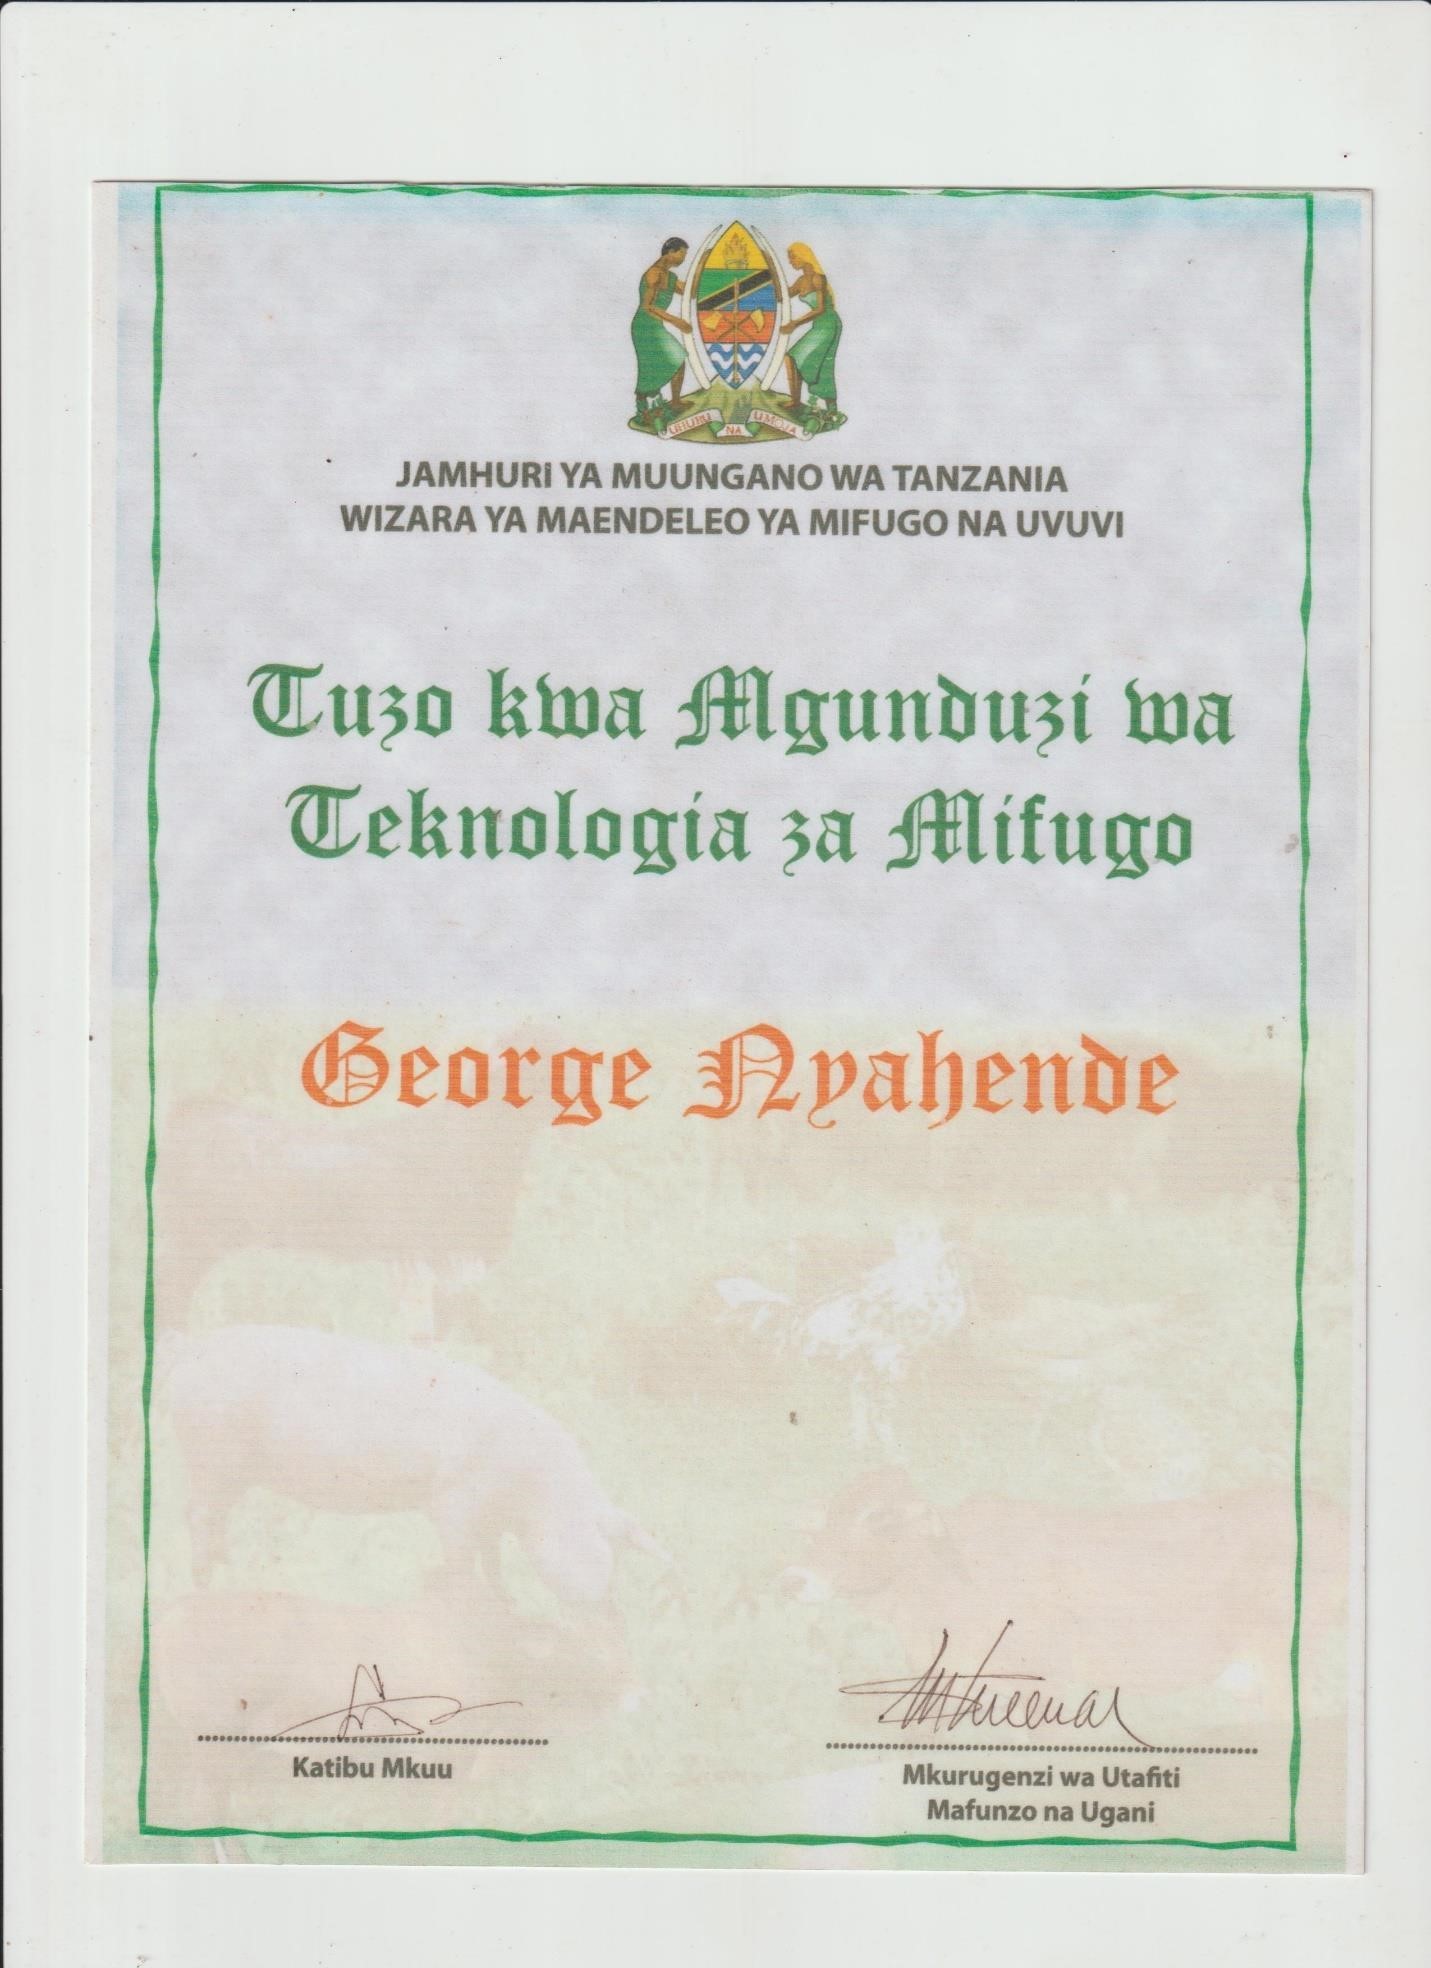 UHURU NA UMOJA
JAMHURI YA MUUNGANO WA TANZANIA
WIZARA YA MAENDELEO YA MIFUGO NA UVUVI
Tuzo kwa Mgunduzi wa
Teknologia za Mifugo
George Nyahende
Katibu Mkuu
Mkurugenzi wa Utafiti
Mafunzo na Ugani